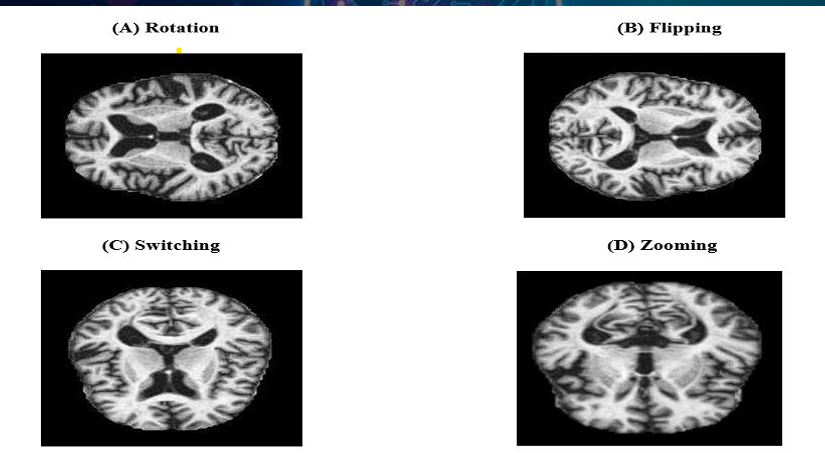 (A) Rotation
(B) Flipping
(C) Switching
(D) Zooming